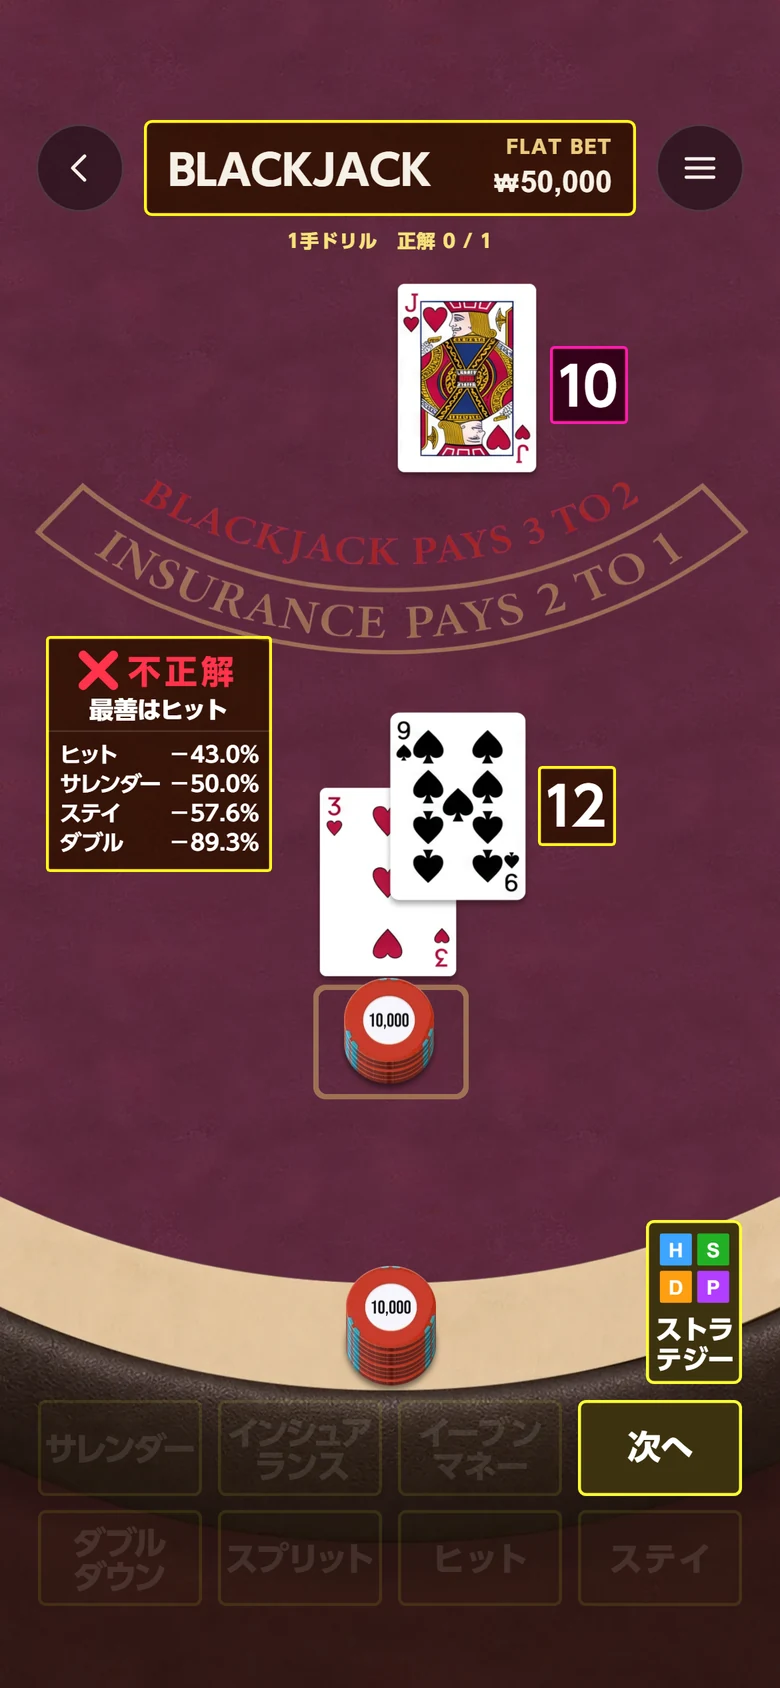 BLACKJACK
FLAT BET
₩50,000
1手ドリル 正解 0 / 1
J
10
J
BLACKJACK PAYS 3 TO 2
INSURANCE PAYS 2 TO 1
❌不正解
最善はヒット
ヒット −43.0%
サレンダー −50.0%
ステイ −57.6%
ダブル −89.3%
9
3
12
9
3
10,000
10,000
H S
D P
ストラ
テジー
サレンダー
インシュア
ランス
イーブン
マネー
次へ
ダブル
ダウン
スプリット
ヒット
ステイ